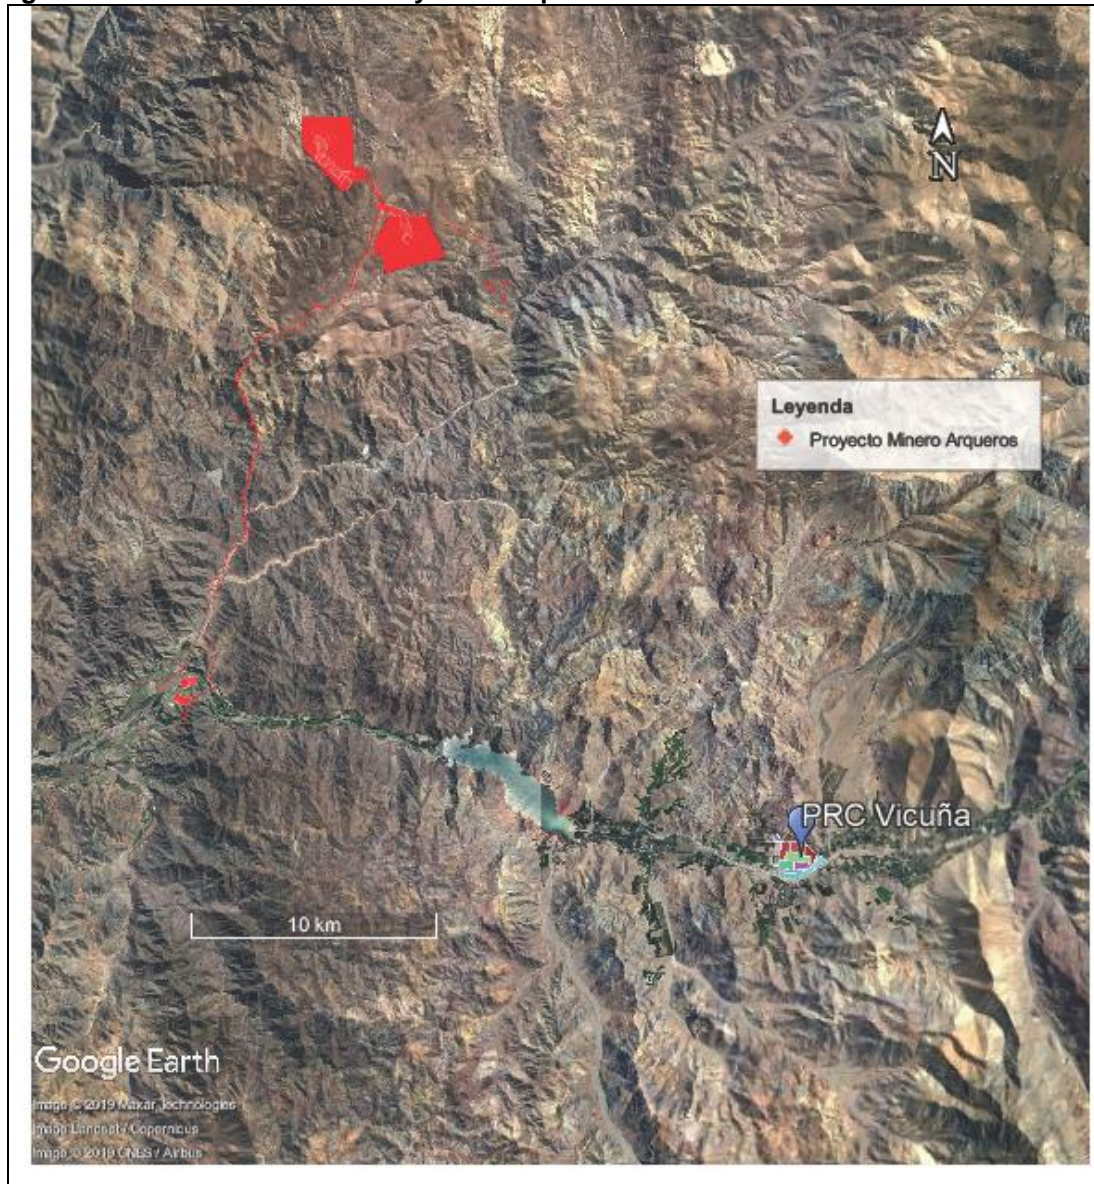 N
Leyenda
Proyecto Minero Arqueros
PRC Vicuña
10 km
Google Earth
Image © 2019 Maxar Technologies
Image Landsat / Copernicus
Image © 2019 CNES / Airbus